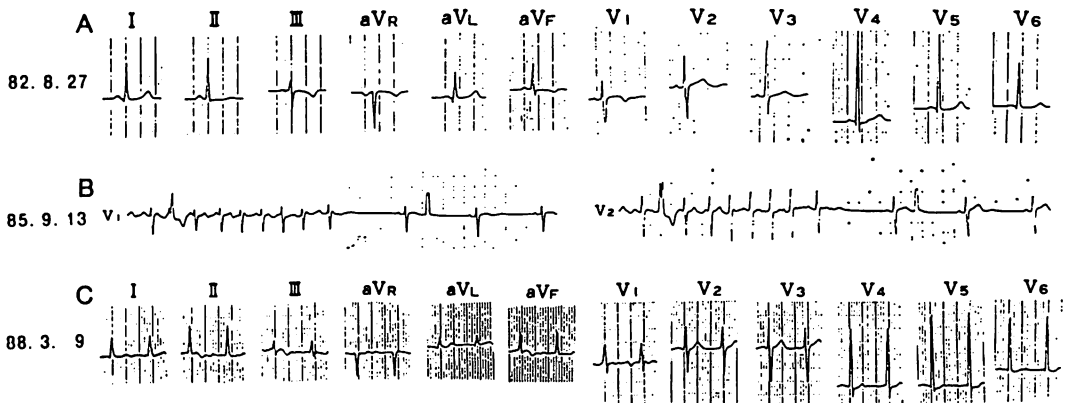 A I II III aVR aVL aVF V1 V2 V3 V4 V5 V6
82. 8. 27
B
85. 9. 13 V1 V2
C I II III aVR aVL aVF V1 V2 V3 V4 V5 V6
88. 3. 9